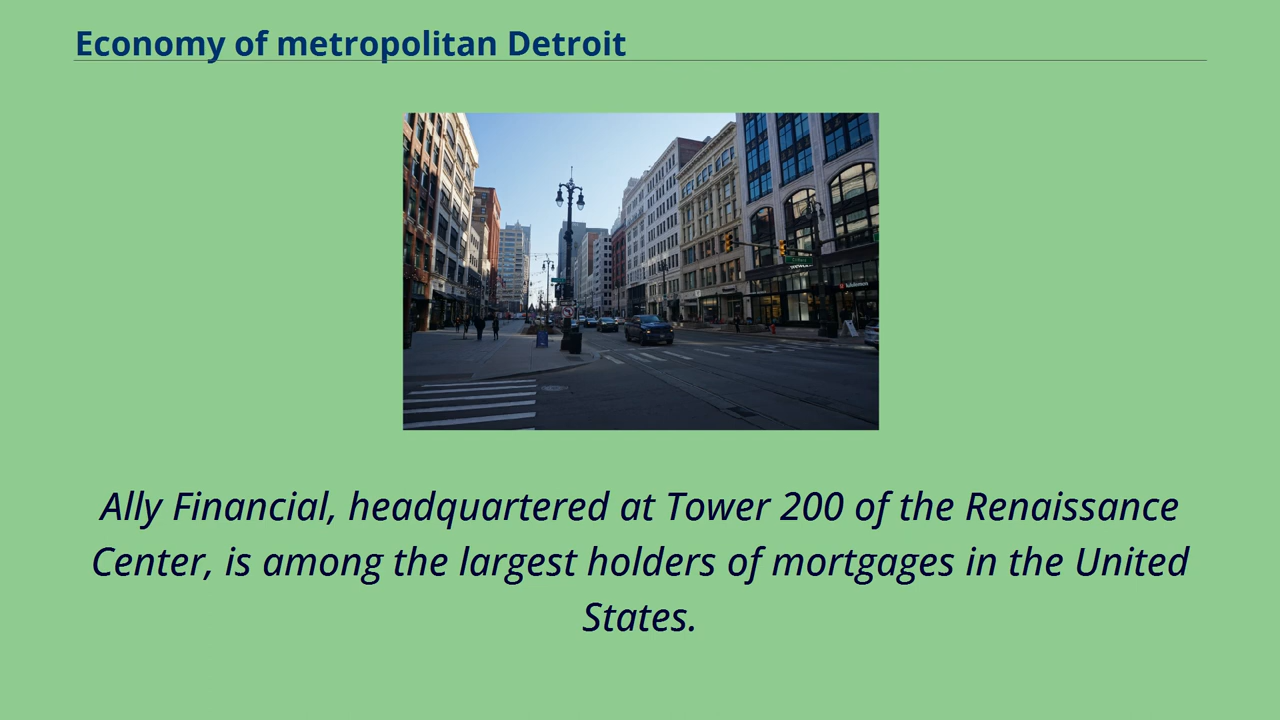 Economy of metropolitan Detroit
Ally Financial, headquartered at Tower 200 of the Renaissance
Center, is among the largest holders of mortgages in the United
States.